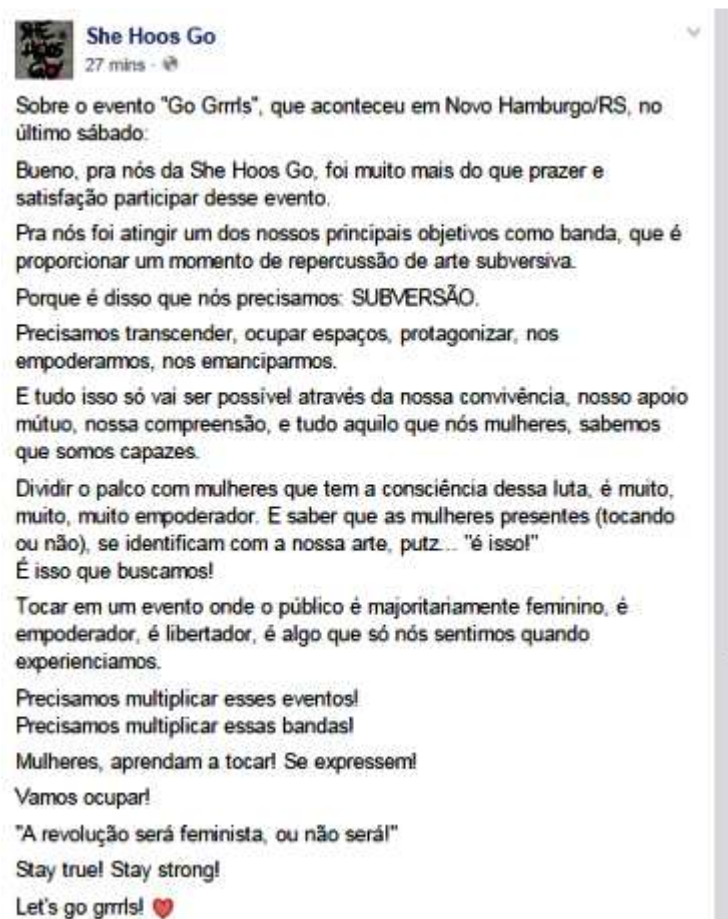 SHE
HOOS
GO
She Hoos Go
27 mins ·
Sobre o evento "Go Grrrls", que aconteceu em Novo Hamburgo/RS, no
último sábado:
Bueno, pra nós da She Hoos Go, foi muito mais do que prazer e
satisfação participar desse evento.
Pra nós foi atingir um dos nossos principais objetivos como banda, que é
proporcionar um momento de repercussão de arte subversiva.
Porque é disso que nós precisamos: SUBVERSÃO.
Precisamos transcender, ocupar espaços, protagonizar, nos
empoderarmos, nos emanciparmos.
E tudo isso só vai ser possível através da nossa convivência, nosso apoio
mútuo, nossa compreensão, e tudo aquilo que nós mulheres, sabemos
que somos capazes.
Dividir o palco com mulheres que tem a consciência dessa luta, é muito,
muito, muito empoderador. E saber que as mulheres presentes (tocando
ou não), se identificam com a nossa arte, putz... "é isso!"
É isso que buscamos!
Tocar em um evento onde o público é majoritariamente feminino, é
empoderador, é libertador, é algo que só nós sentimos quando
experienciamos.
Precisamos multiplicar esses eventos!
Precisamos multiplicar essas bandas!
Mulheres, aprendam a tocar! Se expressem!
Vamos ocupar!
"A revolução será feminista, ou não será!"
Stay true! Stay strong!
Let's go grrrls! ❤